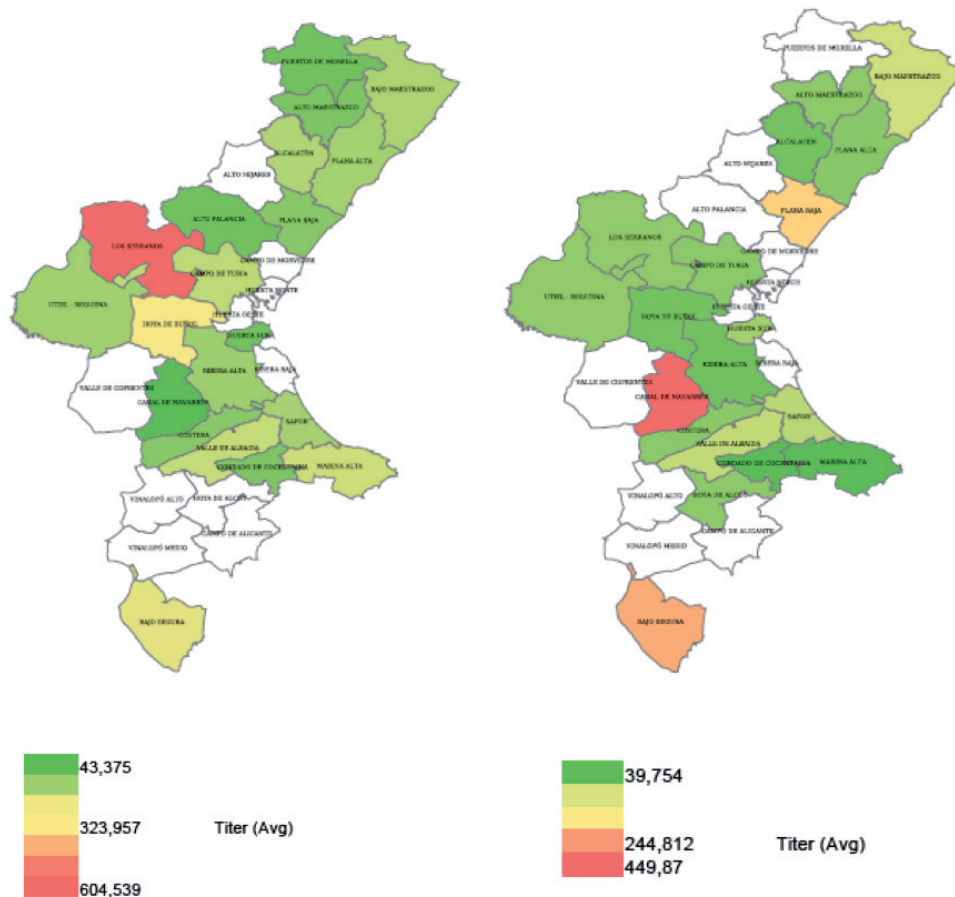 PUERTOS DE MORELLA
BAJO MAESTRAZGO
ALTO MAESTRAZGO
ALCALATÉN
PLANA ALTA
ALTO MIJARES
ALTO PALANCIA
PLANA BAJA
LOS SERRANOS
CAMPO DE MORVEDRE
CAMPO DE TURIA
HUERTA NORTE
UTIEL - REQUENA
HOYA DE BUÑOL
HUERTA OESTE
HUERTA SUR
RIBERA ALTA
RIBERA BAJA
VALLE DE COFRENTES
CANAL DE NAVARRÉS
COSTERA
SAFOR
VALLE DE ALBAIDA
CONDADO DE COCENTAINA
MARINA ALTA
VINALOPÓ ALTO
HOYA DE ALCOY
CAMPO DE ALICANTE
VINALOPÓ MEDIO
BAJO SEGURA
43,375
323,957
Titer (Avg)
604,539
PUERTOS DE MORELLA
BAJO MAESTRAZGO
ALTO MAESTRAZGO
ALCALATÉN
PLANA ALTA
ALTO MIJARES
ALTO PALANCIA
PLANA BAJA
LOS SERRANOS
CAMPO DE MORVEDRE
CAMPO DE TURIA
HUERTA NORTE
UTIEL - REQUENA
HUERTA OESTE
HOYA DE BUÑOL
HUERTA SUR
RIBERA ALTA
RIBERA BAJA
VALLE DE COFRENTES
CANAL DE NAVARRÉS
SAFOR
COSTERA
VALLE DE ALBAIDA
CONDADO DE COCENTAINA
MARINA ALTA
VINALOPÓ ALTO
HOYA DE ALCOY
CAMPO DE ALICANTE
VINALOPÓ MEDIO
BAJO SEGURA
39,754
244,812
Titer (Avg)
449,87